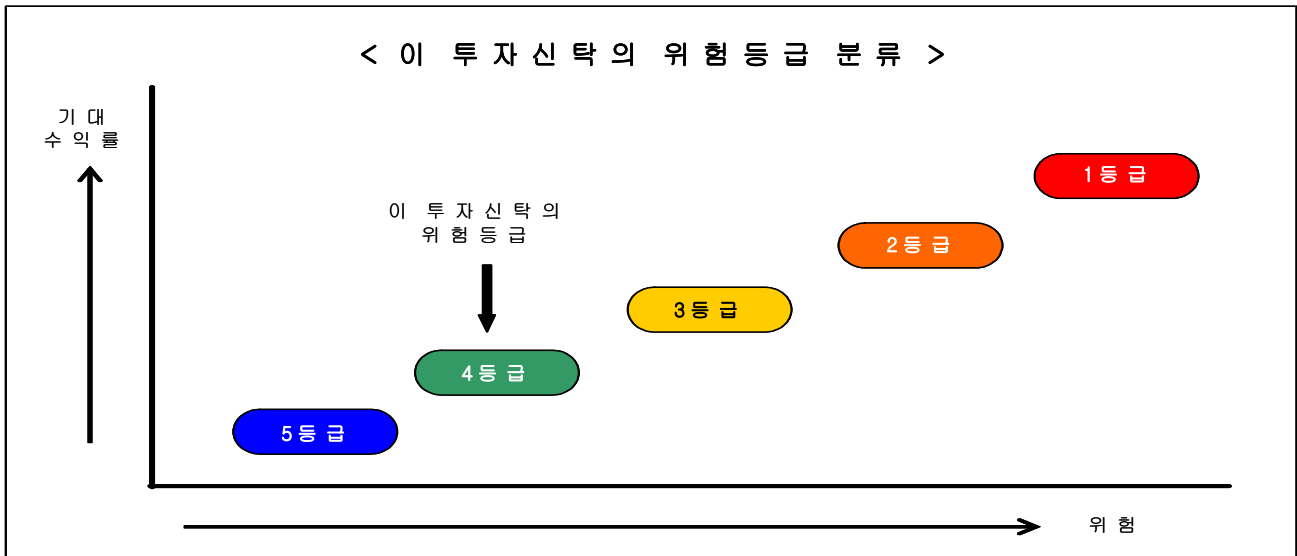 < 이 투자신탁의 위험등급 분류 >
기대
수익률
1등급
이 투자신탁의
위험등급
2등급
3등급
4등급
5등급
위험